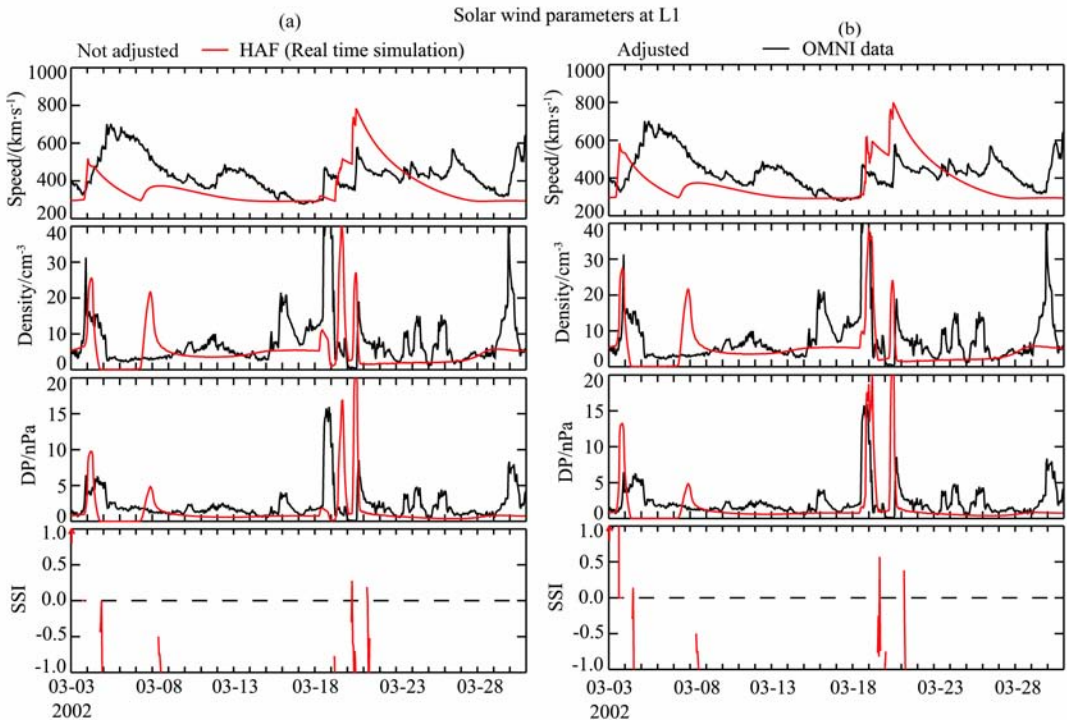 Solar wind parameters at L1
(a)
Not adjusted HAF (Real time simulation)
1000
800
600
400
200
Speed/(km·s⁻¹)
40
30
20
10
0
Density/cm⁻³
20
15
10
5
0
DP/nPa
1.0
0.5
0.0
-0.5
-1.0
SSI
03-03 03-08 03-13 03-18 03-23 03-28
2002
(b)
Adjusted OMNI data
1000
800
600
400
200
Speed/(km·s⁻¹)
40
30
20
10
0
Density/cm⁻³
20
15
10
5
0
DP/nPa
1.0
0.5
0.0
-0.5
-1.0
SSI
03-03 03-08 03-13 03-18 03-23 03-28
2002